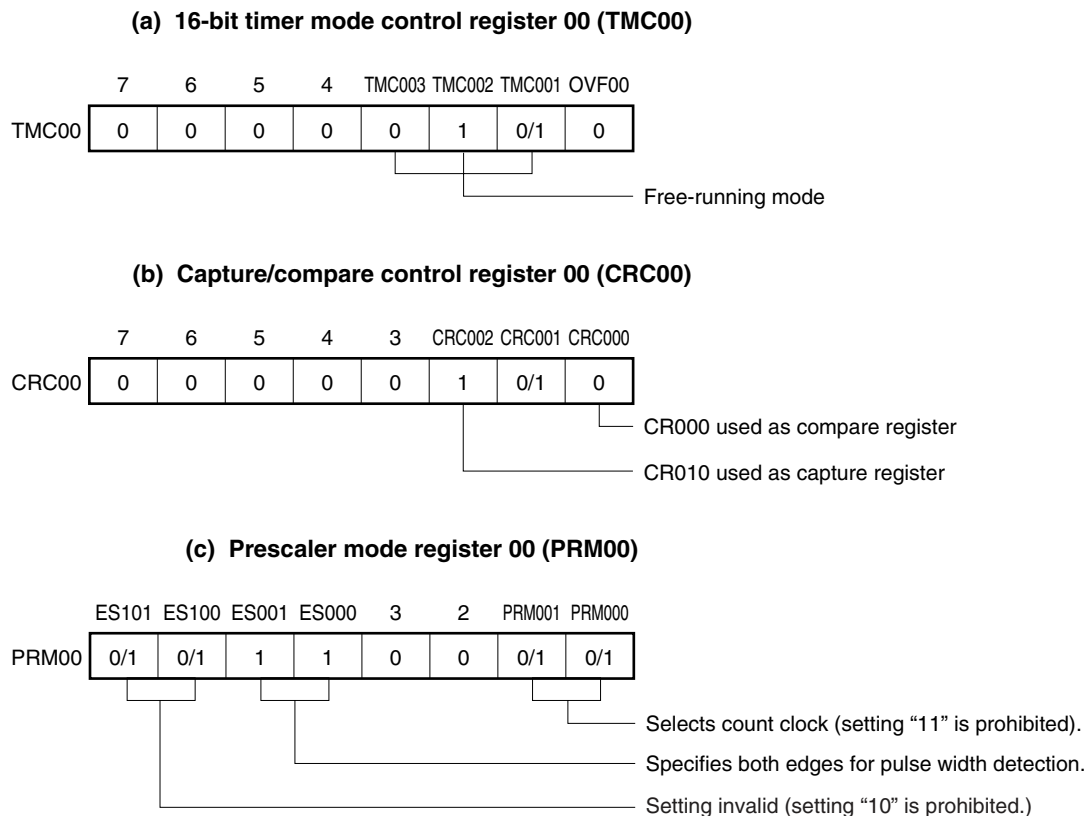 (a) 16-bit timer mode control register 00 (TMC00)
7 6 5 4 TMC003 TMC002 TMC001 OVF00
TMC00 0 0 0 0 0 1 0/1 0
Free-running mode
(b) Capture/compare control register 00 (CRC00)
7 6 5 4 3 CRC002 CRC001 CRC000
CRC00 0 0 0 0 0 1 0/1 0
CR000 used as compare register
CR010 used as capture register
(c) Prescaler mode register 00 (PRM00)
ES101 ES100 ES001 ES000 3 2 PRM001 PRM000
PRM00 0/1 0/1 1 1 0 0 0/1 0/1
Selects count clock (setting “11” is prohibited).
Specifies both edges for pulse width detection.
Setting invalid (setting “10” is prohibited.)